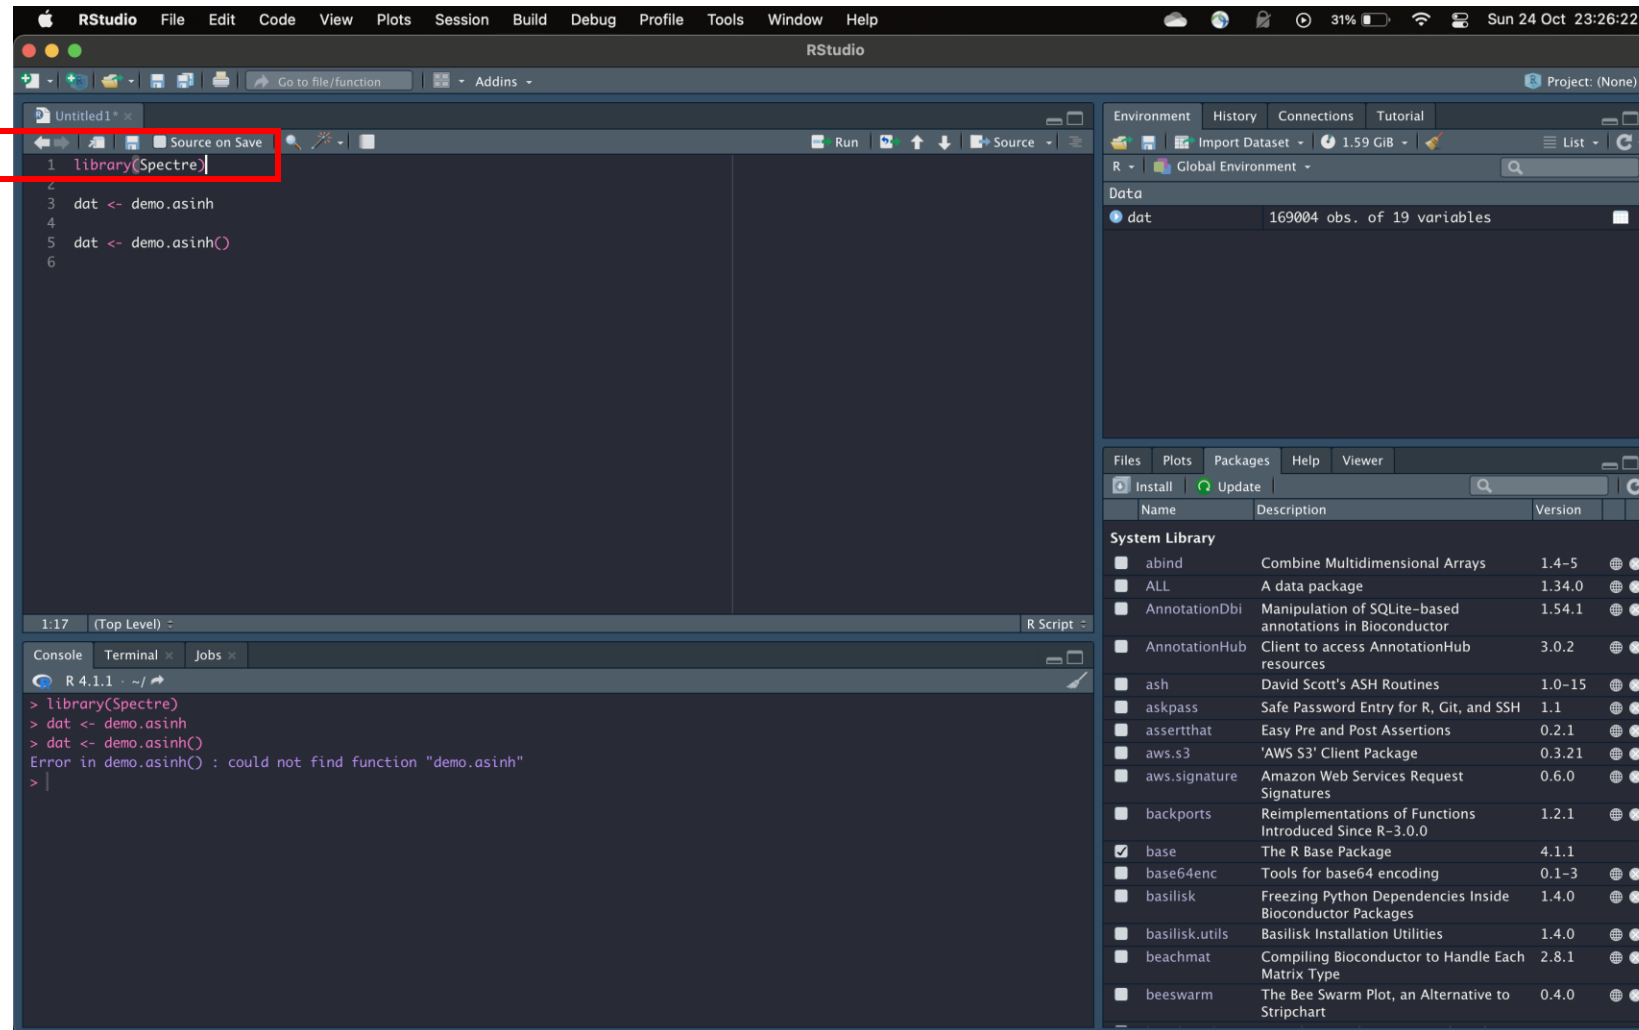 RStudio File Edit Code View Plots Session Build Debug Profile Tools Window Help 31% Sun 24 Oct 23:26:22
RStudio
Go to file/function Addins Project: (None)
Untitled1* ×
Source on Save Run Source
1 library(Spectre)
2
3 dat <- demo.asinh
4
5 dat <- demo.asinh()
6
1:17 (Top Level) R Script
Console Terminal × Jobs ×
R 4.1.1 · ~/
> library(Spectre)
> dat <- demo.asinh
> dat <- demo.asinh()
Error in demo.asinh() : could not find function "demo.asinh"
>
Environment History Connections Tutorial
Import Dataset 1.59 GiB List
R Global Environment
Data
dat 169004 obs. of 19 variables
Files Plots Packages Help Viewer
Install Update
Name Description Version
System Library
abind Combine Multidimensional Arrays 1.4-5
ALL A data package 1.34.0
AnnotationDbi Manipulation of SQLite-based 1.54.1
annotations in Bioconductor
AnnotationHub Client to access AnnotationHub 3.0.2
resources
ash David Scott's ASH Routines 1.0-15
askpass Safe Password Entry for R, Git, and SSH 1.1
assertthat Easy Pre and Post Assertions 0.2.1
aws.s3 'AWS S3' Client Package 0.3.21
aws.signature Amazon Web Services Request 0.6.0
Signatures
backports Reimplementations of Functions 1.2.1
Introduced Since R-3.0.0
base The R Base Package 4.1.1
base64enc Tools for base64 encoding 0.1-3
basilisk Freezing Python Dependencies Inside 1.4.0
Bioconductor Packages
basilisk.utils Basilisk Installation Utilities 1.4.0
beachmat Compiling Bioconductor to Handle Each 2.8.1
Matrix Type
beeswarm The Bee Swarm Plot, an Alternative to 0.4.0
Stripchart